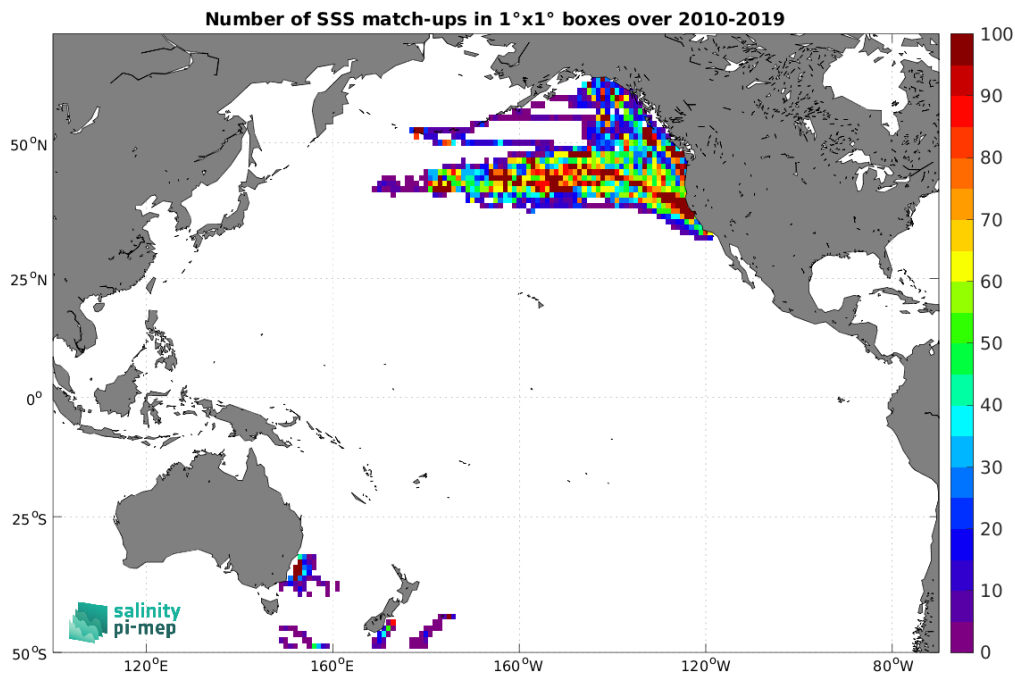 Number of SSS match-ups in 1°x1° boxes over 2010-2019
100
90
80
70
60
50
40
30
20
10
0
50°N
25°N
0°
25°S
50°S
120°E
160°E
160°W
120°W
80°W
salinity
pi-mep